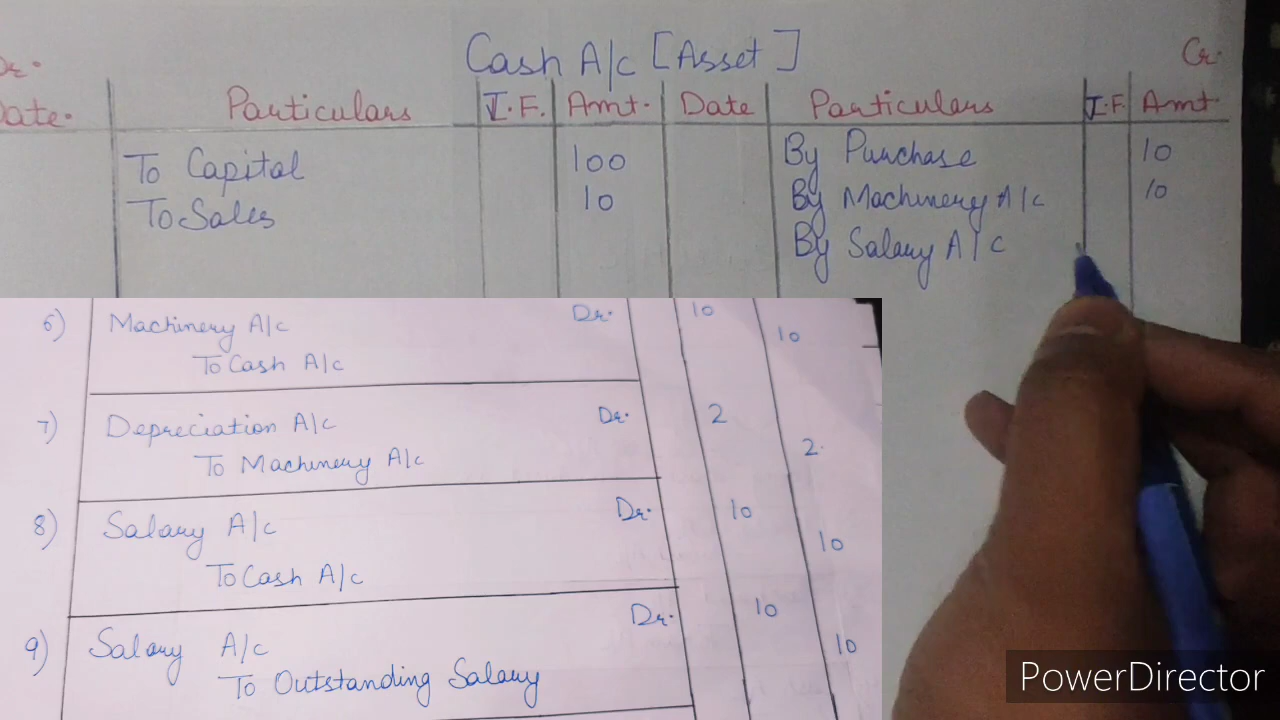 Cash A/c [Asset]
Dr. Cr.
Date. Particulars I.F. Amt. Date Particulars I.F. Amt
To Capital 100 By Purchase 10
To Sales 10 By Machinery A/c 10
By Salary A/c
6) Machinery A/c Dr. 10
To Cash A/c 10
7) Depreciation A/c Dr. 2
To Machinery A/c 2.
8) Salary A/c Dr. 10
To Cash A/c 10
9) Salary A/c Dr. 10
To Outstanding Salary 10
PowerDirector